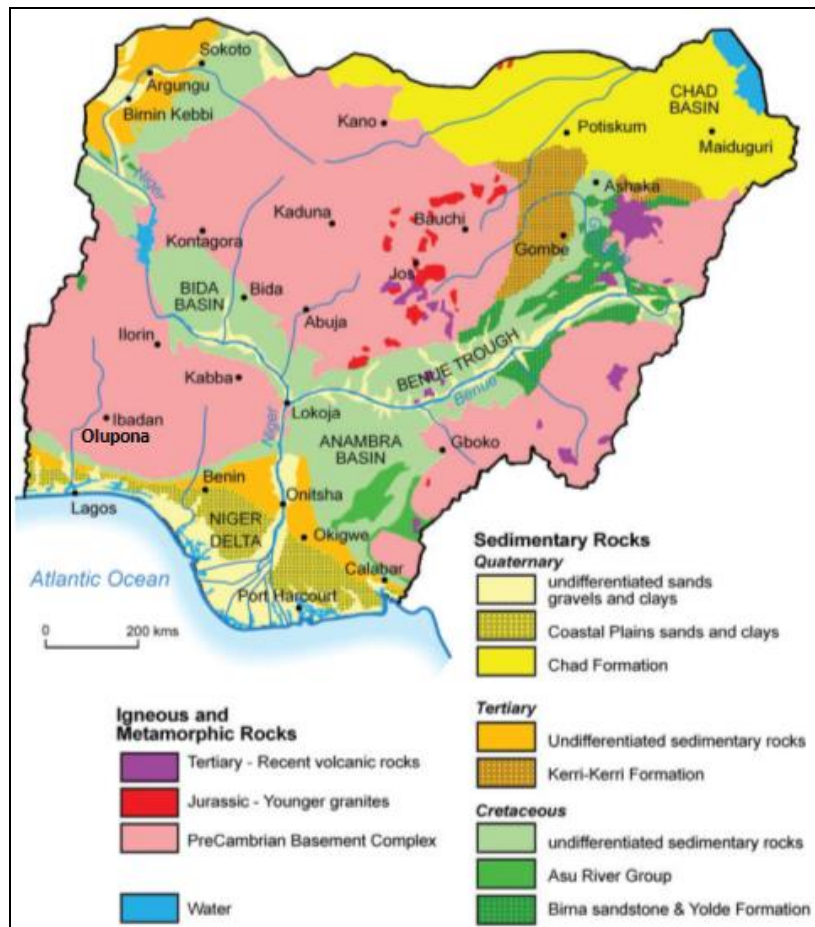 Sokoto
Argungu
Birnin Kebbi
Niger
Kano
CHAD
BASIN
Potiskum
Maiduguri
Ashaka
Kaduna
Bauchi
Kontagora
Gombe
Jos
BIDA
BASIN
Bida
Abuja
Ilorin
BENUE TROUGH
Kabba
Benue
Lokoja
Ibadan
Olupona
Niger
ANAMBRA
BASIN
Gboko
Benin
Onitsha
Lagos
NIGER
DELTA
Okigwe
Calabar
Atlantic Ocean
Port Harcourt
0 200 kms
Sedimentary Rocks
Quaternary
undifferentiated sands
gravels and clays
Coastal Plains sands and clays
Chad Formation
Tertiary
Undifferentiated sedimentary rocks
Kerri-Kerri Formation
Cretaceous
undifferentiated sedimentary rocks
Asu River Group
Birna sandstone & Yolde Formation
Igneous and
Metamorphic Rocks
Tertiary - Recent volcanic rocks
Jurassic - Younger granites
PreCambrian Basement Complex
Water